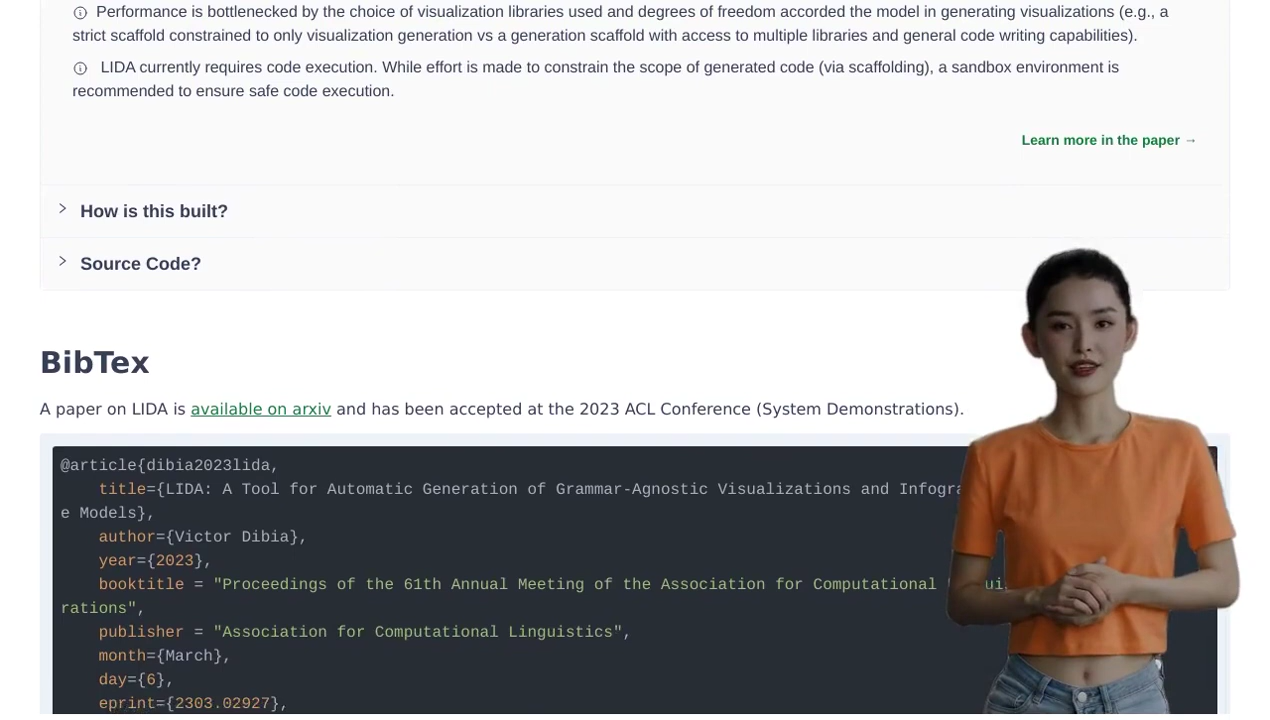 Performance is bottlenecked by the choice of visualization libraries used and degrees of freedom accorded the model in generating visualizations (e.g., a
strict scaffold constrained to only visualization generation vs a generation scaffold with access to multiple libraries and general code writing capabilities).
LIDA currently requires code execution. While effort is made to constrain the scope of generated code (via scaffolding), a sandbox environment is
recommended to ensure safe code execution.
Learn more in the paper →
How is this built?
Source Code?
BibTex
A paper on LIDA is available on arxiv and has been accepted at the 2023 ACL Conference (System Demonstrations).
@article{dibia2023lida,
title={LIDA: A Tool for Automatic Generation of Grammar-Agnostic Visualizations and Infogra
e Models},
author={Victor Dibia},
year={2023},
booktitle = "Proceedings of the 61th Annual Meeting of the Association for Computational
rations",
publisher = "Association for Computational Linguistics",
month={March},
day={6},
eprint={2303.02927},